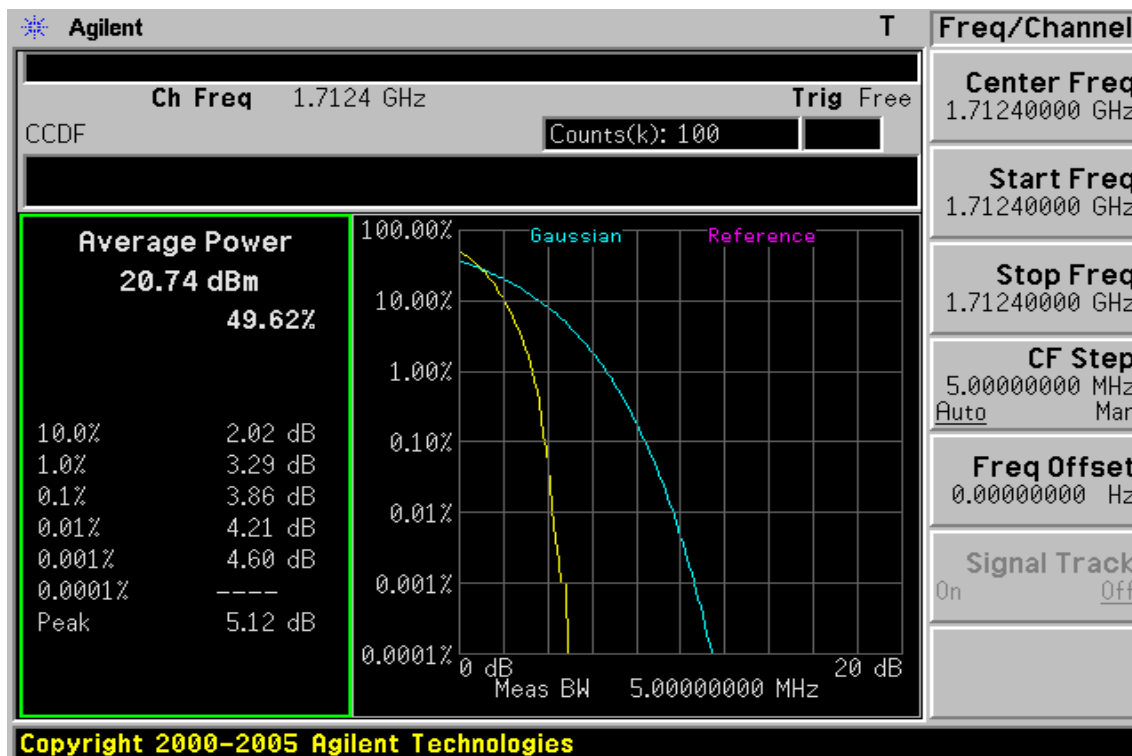 Agilent T
Freq/Channel
Ch Freq 1.7124 GHz Trig Free
CCDF Counts(k): 100
Average Power
20.74 dBm
49.62%
10.0% 2.02 dB
1.0% 3.29 dB
0.1% 3.86 dB
0.01% 4.21 dB
0.001% 4.60 dB
0.0001% ----
Peak 5.12 dB
Gaussian Reference
100.00%
10.00%
1.00%
0.10%
0.01%
0.001%
0.0001%
0 dB 20 dB
Meas BW 5.00000000 MHz
Center Freq
1.71240000 GHz
Start Freq
1.71240000 GHz
Stop Freq
1.71240000 GHz
CF Step
5.00000000 MHz
Auto Man
Freq Offset
0.00000000 Hz
Signal Track
On Off
Copyright 2000-2005 Agilent Technologies